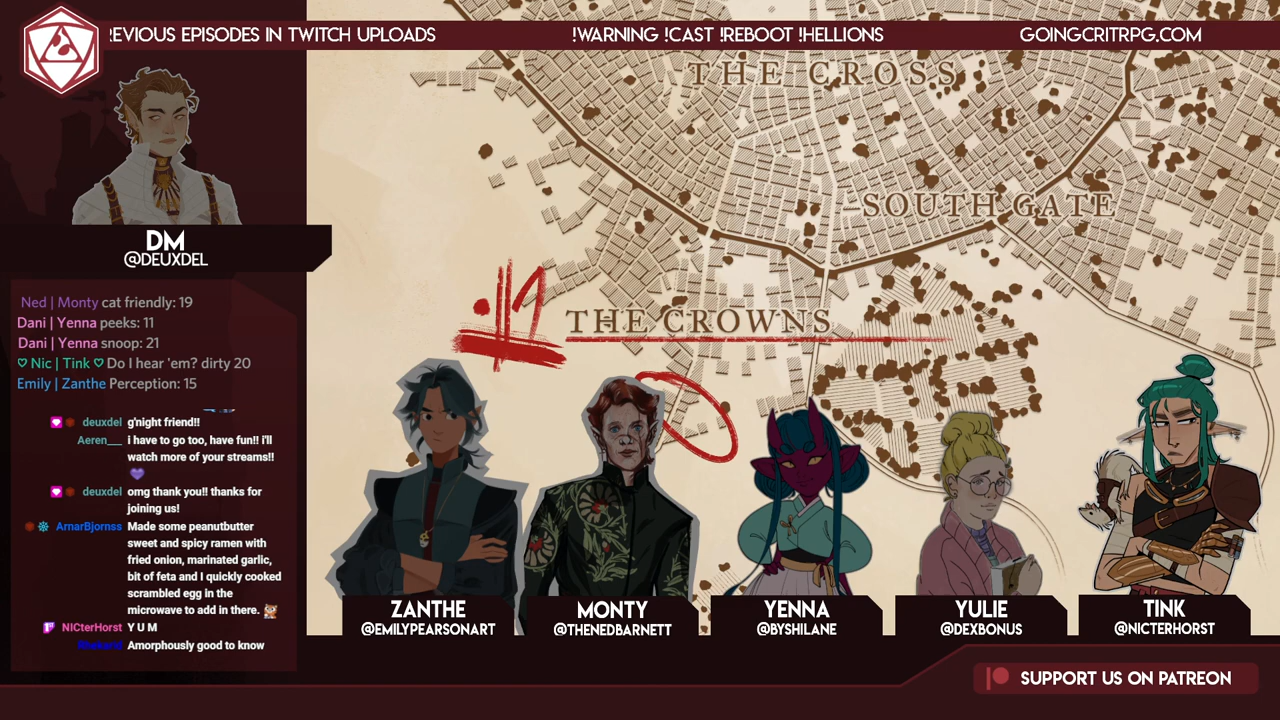 EVIOUS EPISODES IN TWITCH UPLOADS
!WARNING !CAST !REBOOT !HELLIONS
GOINGCRITRPG.COM
THE CROSS
SOUTH GATE
THE CROWNS
DM
@DEUXDEL
Ned | Monty cat friendly: 19
Dani | Yenna peeks: 11
Dani | Yenna snoop: 21
♡ Nic | Tink ♡ Do I hear 'em? dirty 20
Emily | Zanthe Perception: 15
deuxdel g'night friend!!
Aeren__ i have to go too, have fun!! i'll
watch more of your streams!!
💜
deuxdel omg thank you!! thanks for
joining us!
ArnarBjornss Made some peanutbutter
sweet and spicy ramen with
fried onion, marinated garlic,
bit of feta and I quickly cooked
scrambled egg in the
microwave to add in there.
NICterHorst Y U M
Amorphously good to know
ZANTHE
@EMILYPEARSONART
MONTY
@THENEDBARNETT
YENNA
@BYSHILANE
YULIE
@DEXBONUS
TINK
@NICTERHORST
SUPPORT US ON PATREON